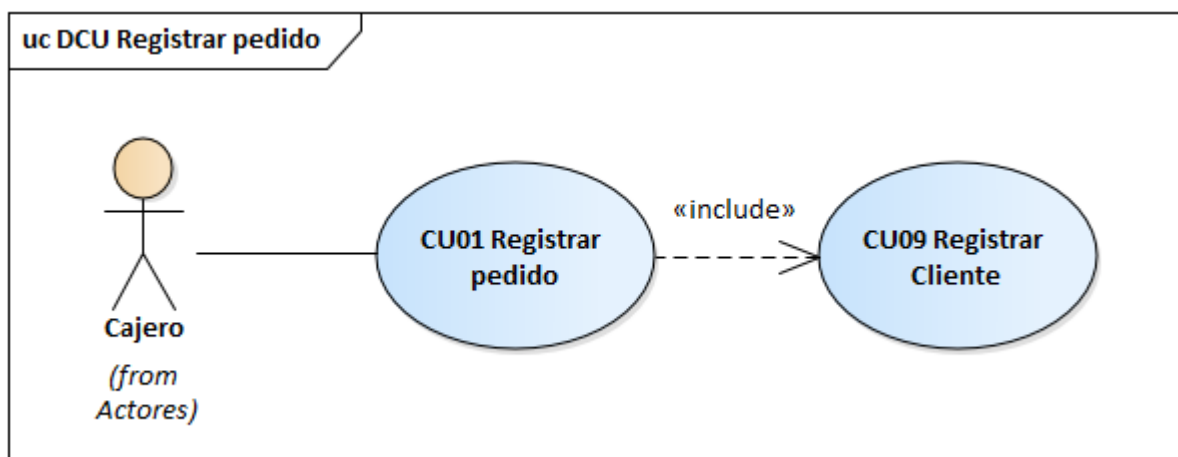 uc DCU Registrar pedido
Cajero
(from
Actores)
CU01 Registrar
pedido
«include»
CU09 Registrar
Cliente